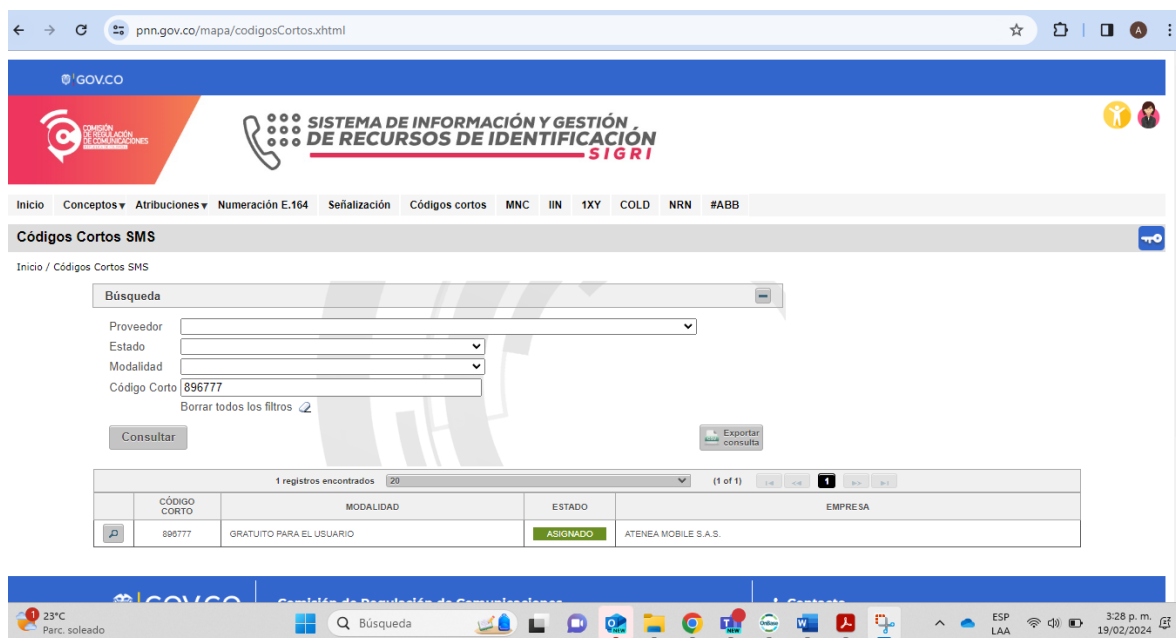 pnn.gov.co/mapa/codigosCortos.xhtml
A
GOV.CO
COMISIÓN
DE REGULACIÓN
DE COMUNICACIONES
SISTEMA DE INFORMACIÓN Y GESTIÓN
DE RECURSOS DE IDENTIFICACIÓN
SIGRI
Inicio Conceptos Atribuciones Numeración E.164 Señalización Códigos cortos MNC IIN 1XY COLD NRN #ABB
Códigos Cortos SMS
Inicio / Códigos Cortos SMS
Búsqueda
Proveedor
Estado
Modalidad
Código Corto 896777
Borrar todos los filtros
Consultar
Exportar
consulta
1 registros encontrados 20 (1 of 1) 1
CÓDIGO
CORTO MODALIDAD ESTADO EMPRESA
896777 GRATUITO PARA EL USUARIO ASIGNADO ATENEA MOBILE S.A.S.
GOV.CO Comisión de Regulación de Comunicaciones Contacto
1 23°C
Parc. soleado
Búsqueda
NEW
NEW
ESP
LAA
3:28 p. m.
19/02/2024